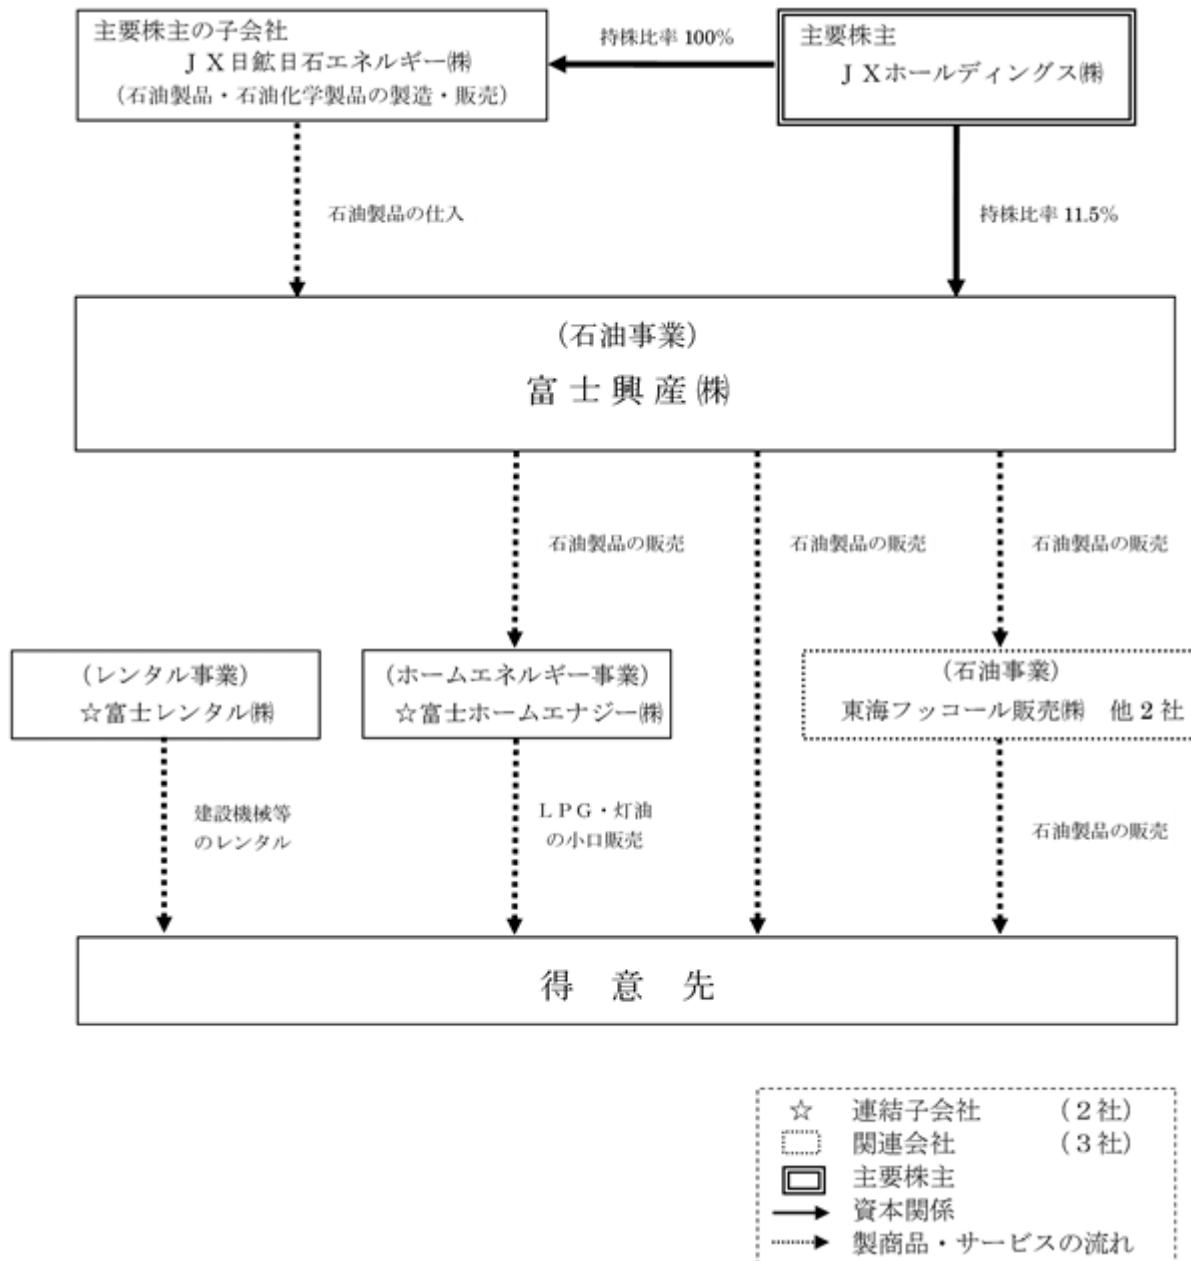 主要株主の子会社
ＪＸ日鉱日石エネルギー㈱
（石油製品・石油化学製品の製造・販売）
持株比率 100%
主要株主
ＪＸホールディングス㈱
石油製品の仕入
持株比率 11.5%
（石油事業）
富士興産㈱
石油製品の販売
石油製品の販売
石油製品の販売
（レンタル事業）
☆富士レンタル㈱
（ホームエネルギー事業）
☆富士ホームエナジー㈱
（石油事業）
東海フッコール販売㈱　他２社
建設機械等
のレンタル
ＬＰＧ・灯油
の小口販売
石油製品の販売
得　意　先
☆　連結子会社　（２社）
関連会社　（３社）
主要株主
資本関係
製商品・サービスの流れ